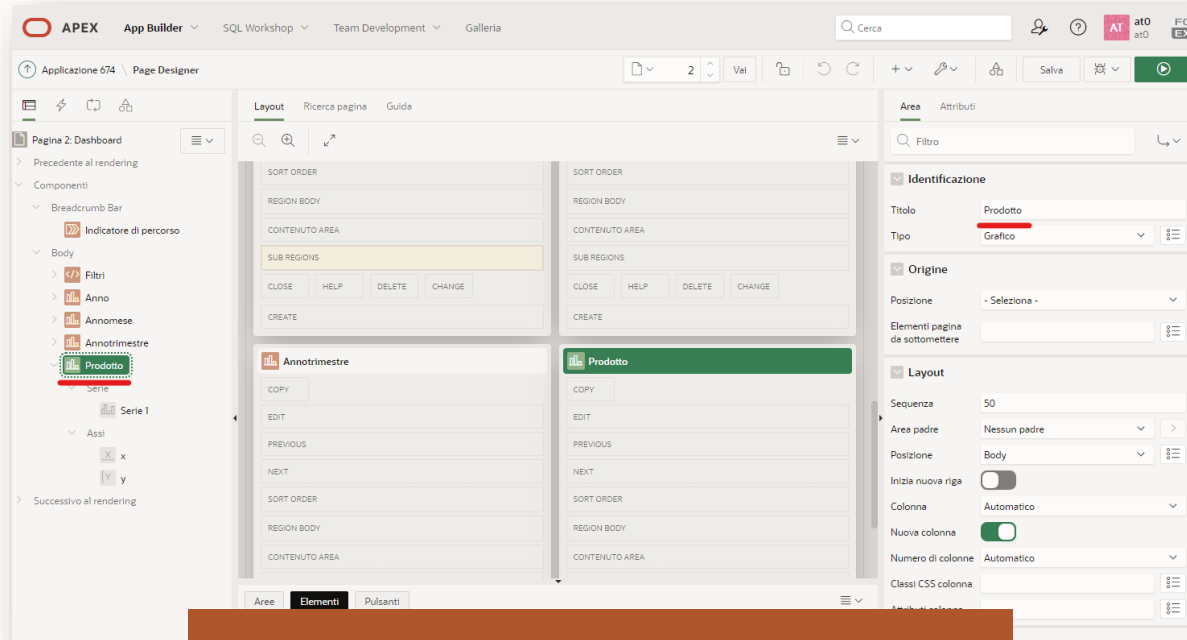 APEX App Builder SQL Workshop Team Development Galleria Cerca AT at0
at0
Applicazione 674 \ Page Designer 2 Vai Salva
Pagina 2: Dashboard
Precedente al rendering
Componenti
Breadcrumb Bar
Indicatore di percorso
Body
Filtri
Anno
Annomese
Annotrimestre
Prodotto
Serie
Serie 1
Assi
X x
Y y
Successivo al rendering
Layout Ricerca pagina Guida
SORT ORDER SORT ORDER
REGION BODY REGION BODY
CONTENUTO AREA CONTENUTO AREA
SUB REGIONS SUB REGIONS
CLOSE HELP DELETE CHANGE CLOSE HELP DELETE CHANGE
CREATE CREATE
Annotrimestre Prodotto
COPY COPY
EDIT EDIT
PREVIOUS PREVIOUS
NEXT NEXT
SORT ORDER SORT ORDER
REGION BODY REGION BODY
CONTENUTO AREA CONTENUTO AREA
Aree Elementi Pulsanti
Area Attributi
Filtro
Identificazione
Titolo Prodotto
Tipo Grafico
Origine
Posizione - Seleziona -
Elementi pagina
da sottomettere
Layout
Sequenza 50
Area padre Nessun padre
Posizione Body
Inizia nuova riga
Colonna Automatico
Nuova colonna
Numero di colonne Automatico
Classi CSS colonna